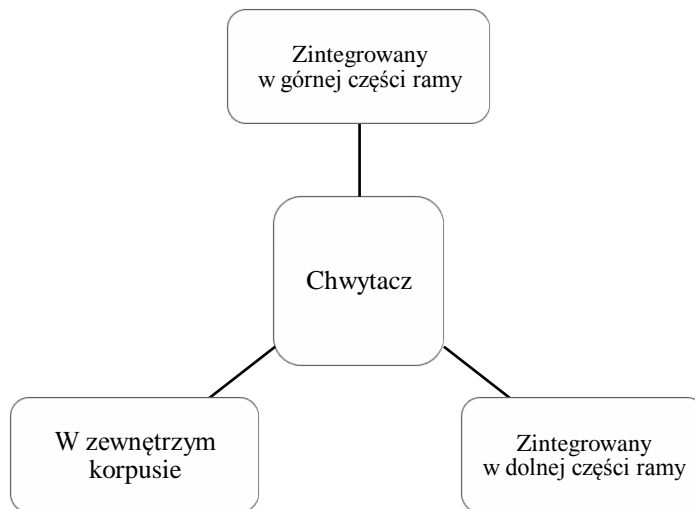 Zintegrowany
w górnej części ramy
Chwytacz
W zewnętrzym
korpusie
Zintegrowany
w dolnej części ramy